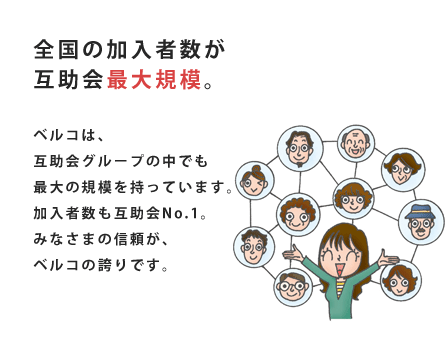 全国の加入者数が
互助会最大規模。
ベルコは、
互助会グループの中でも
最大の規模を持っています。
加入者数も互助会No.1。
みなさまの信頼が、
ベルコの誇りです。